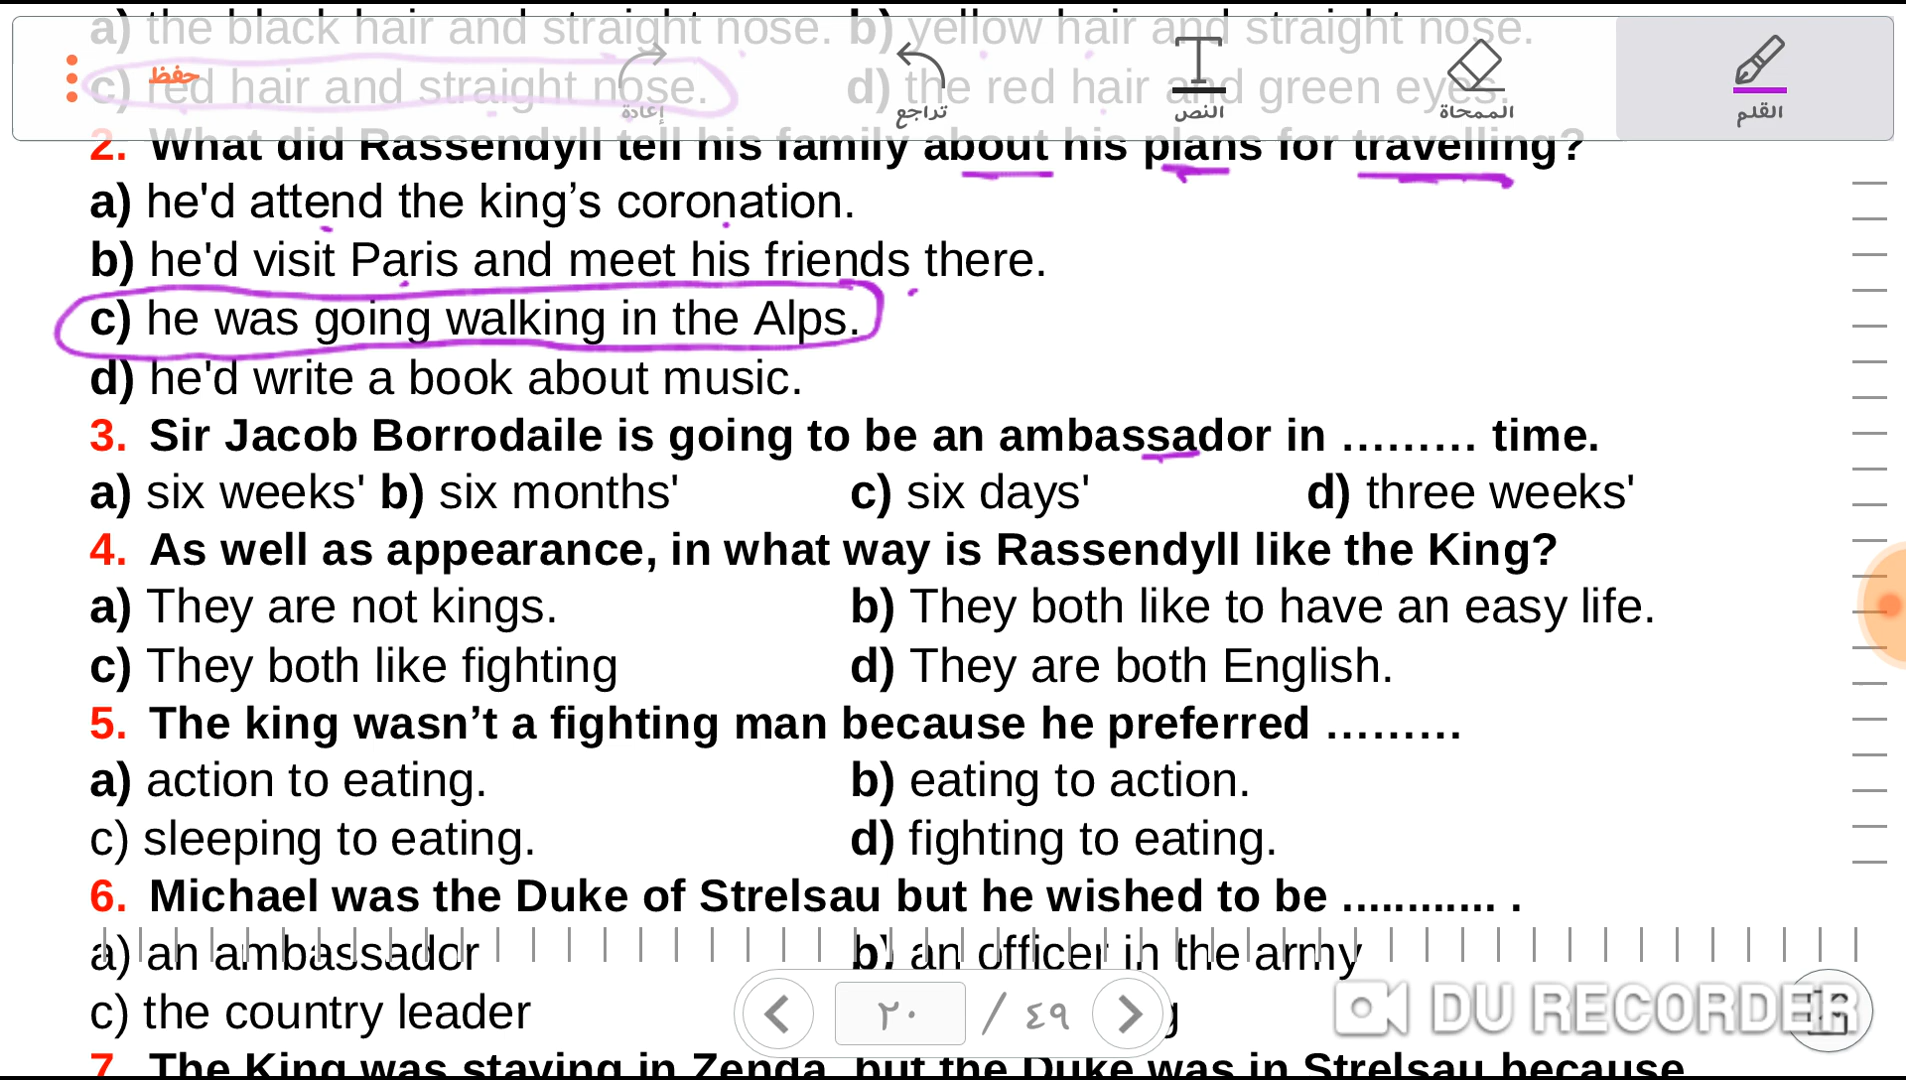 a) the black hair and straight nose. b) yellow hair and straight nose.
c) red hair and straight nose. d) the red hair and green eyes.
حفظ
إعادة
تراجع
النص
الممحاة
القلم
2. What did Rassendyll tell his family about his plans for travelling?
a) he'd attend the king’s coronation.
b) he'd visit Paris and meet his friends there.
c) he was going walking in the Alps.
d) he'd write a book about music.
3. Sir Jacob Borrodaile is going to be an ambassador in ......... time.
a) six weeks' b) six months' c) six days' d) three weeks'
4. As well as appearance, in what way is Rassendyll like the King?
a) They are not kings. b) They both like to have an easy life.
c) They both like fighting d) They are both English.
5. The king wasn’t a fighting man because he preferred .........
a) action to eating. b) eating to action.
c) sleeping to eating. d) fighting to eating.
6. Michael was the Duke of Strelsau but he wished to be ............ .
a) an ambassador b) an officer in the army
c) the country leader
٢٠ / ٤٩
DU RECORDER
7. The King was staying in Zenda, but the Duke was in Strelsau because